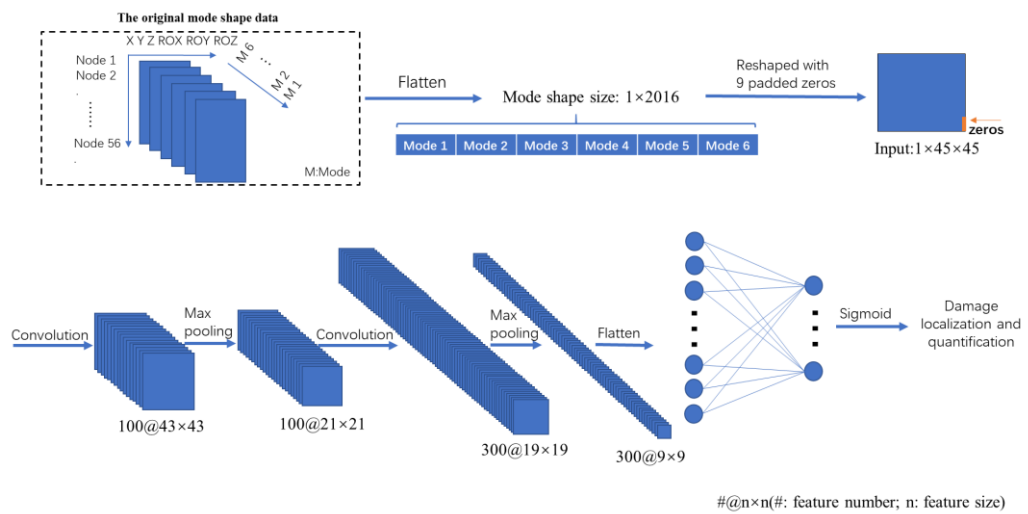 The original mode shape data
X Y Z ROX ROY ROZ
M 6
...
M 2
M 1
Node 1
Node 2
Node 56
M:Mode
Flatten
Mode shape size: 1×2016
Mode 1 Mode 2 Mode 3 Mode 4 Mode 5 Mode 6
Reshaped with
9 padded zeros
zeros
Input:1×45×45
Convolution
100@43×43
Max
pooling
100@21×21
Convolution
300@19×19
Max
pooling
300@9×9
Flatten
Sigmoid
Damage
localization and
quantification
#@n×n(#: feature number; n: feature size)